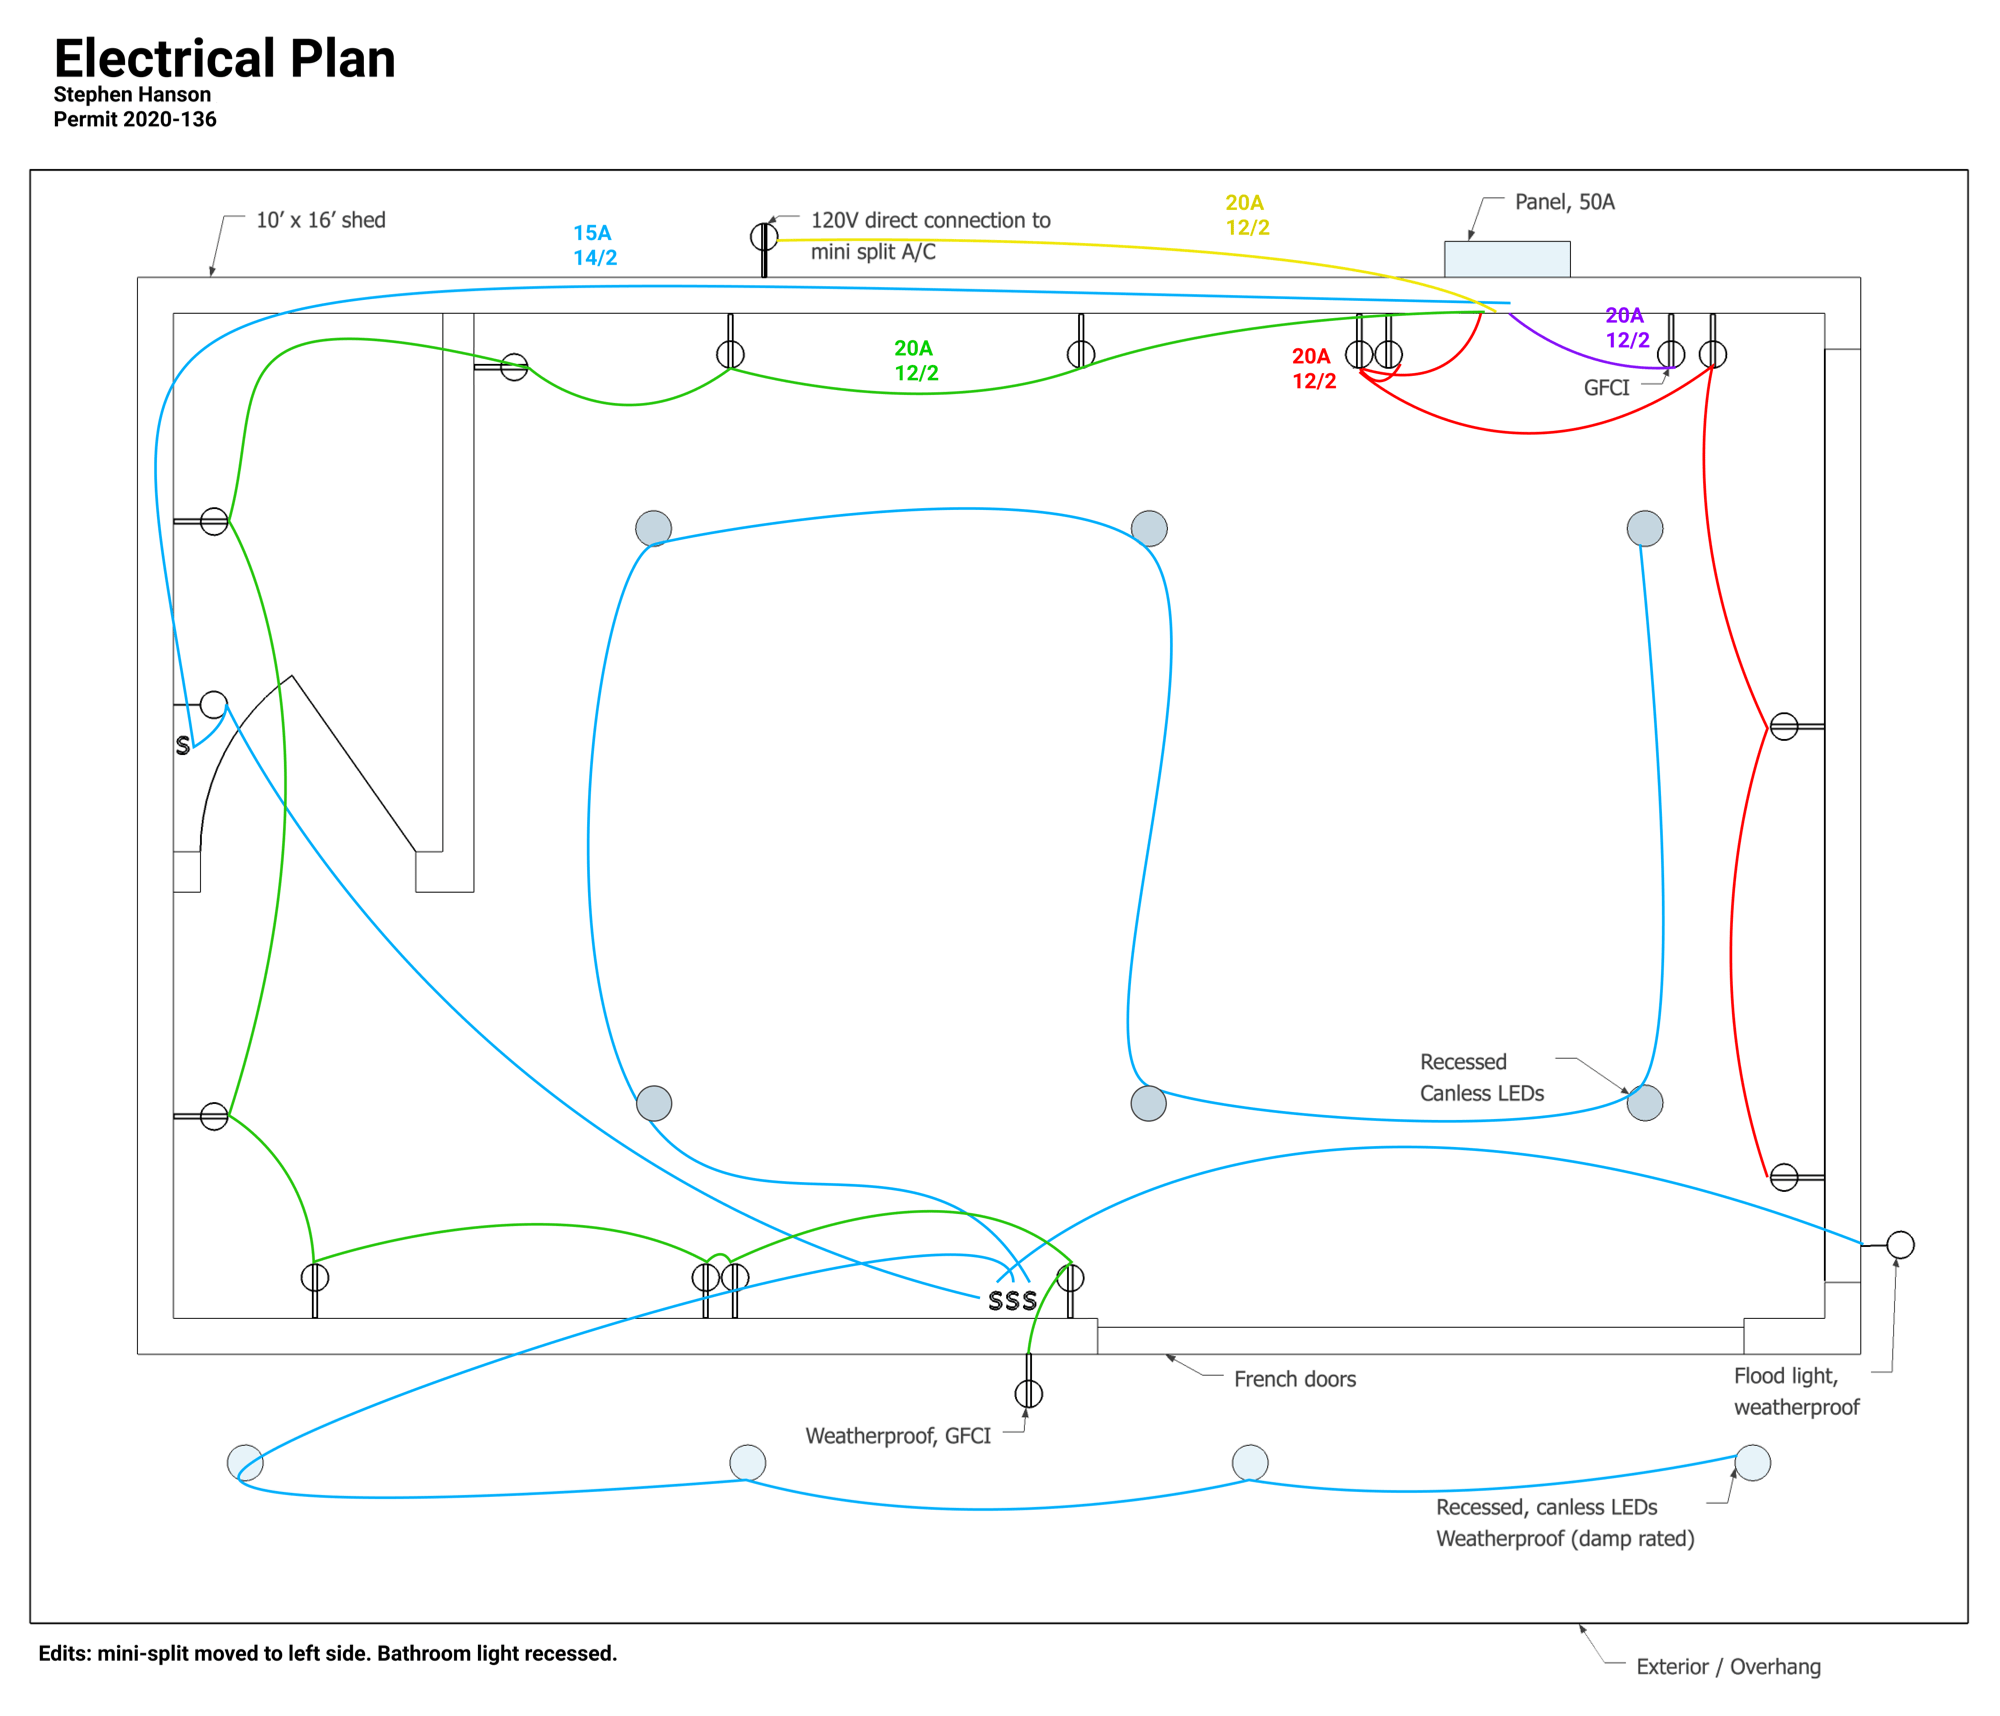 Electrical Plan
Stephen Hanson
Permit 2020-136
10’ x 16’ shed
15A
14/2
120V direct connection to
mini split A/C
20A
12/2
Panel, 50A
20A
12/2
20A
12/2
20A
12/2
GFCI
S
Recessed
Canless LEDs
SSS
French doors
Flood light,
weatherproof
Weatherproof, GFCI
Recessed, canless LEDs
Weatherproof (damp rated)
Edits: mini-split moved to left side. Bathroom light recessed.
Exterior / Overhang